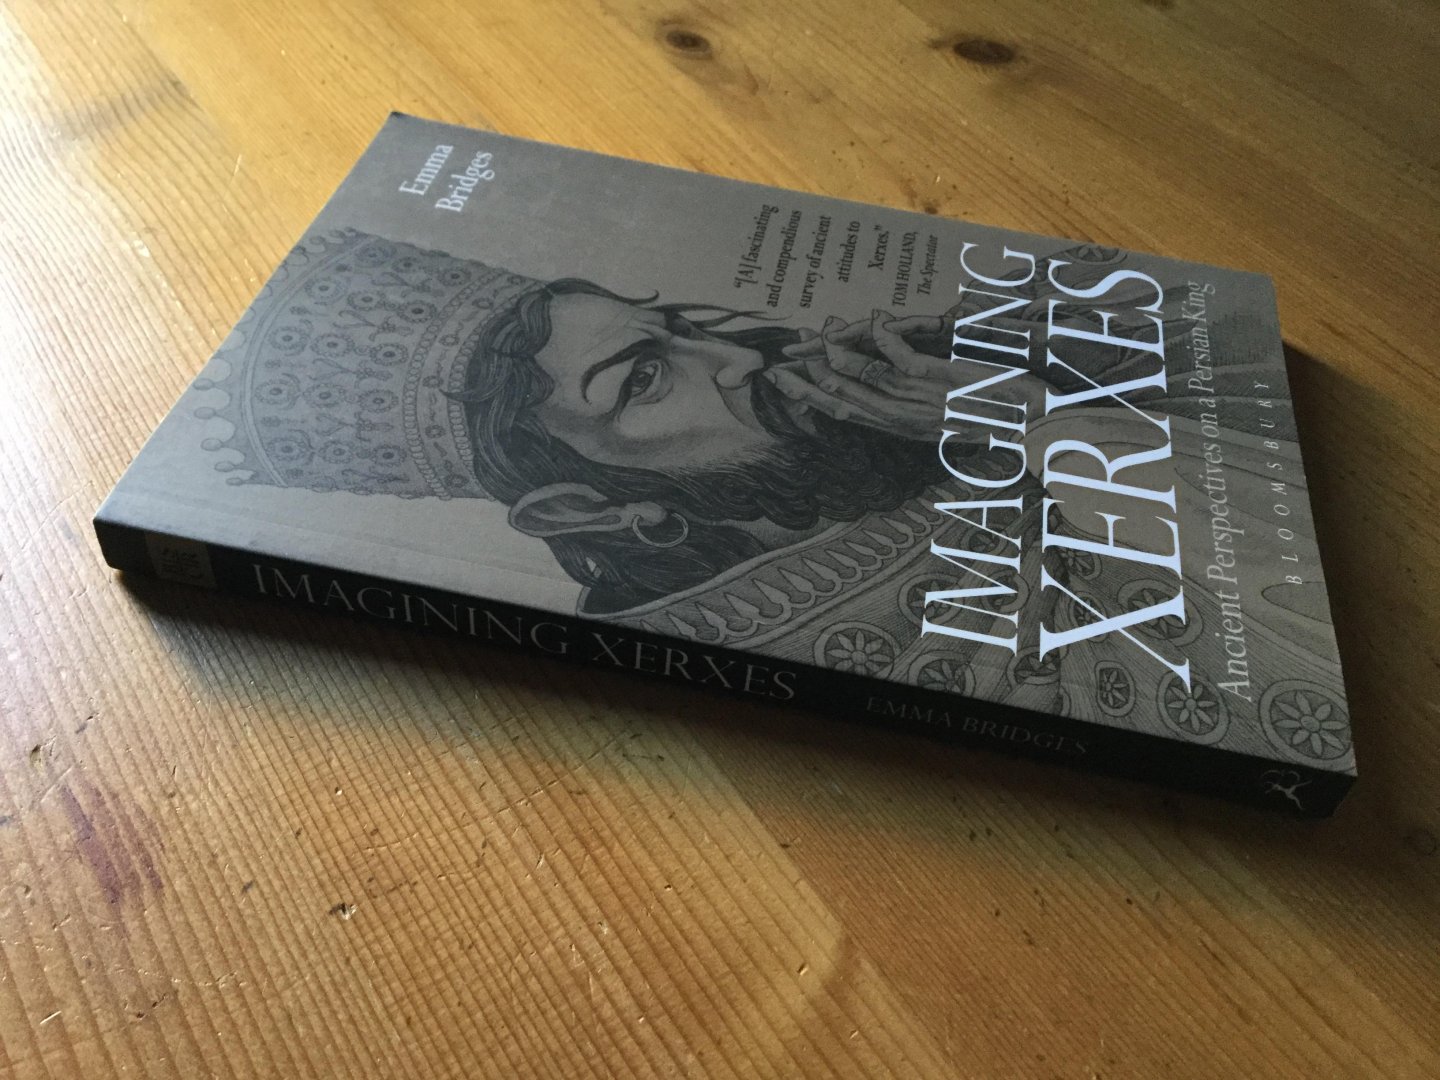 Emma
Bridges
"[A] fascinating
and compendious
survey of ancient
attitudes to
Xerxes."
TOM HOLLAND,
The Spectator
IMAGINING
XERXES
Ancient Perspectives on a Persian King
BLOOMSBURY
IMAGINING XERXES
EMMA BRIDGES